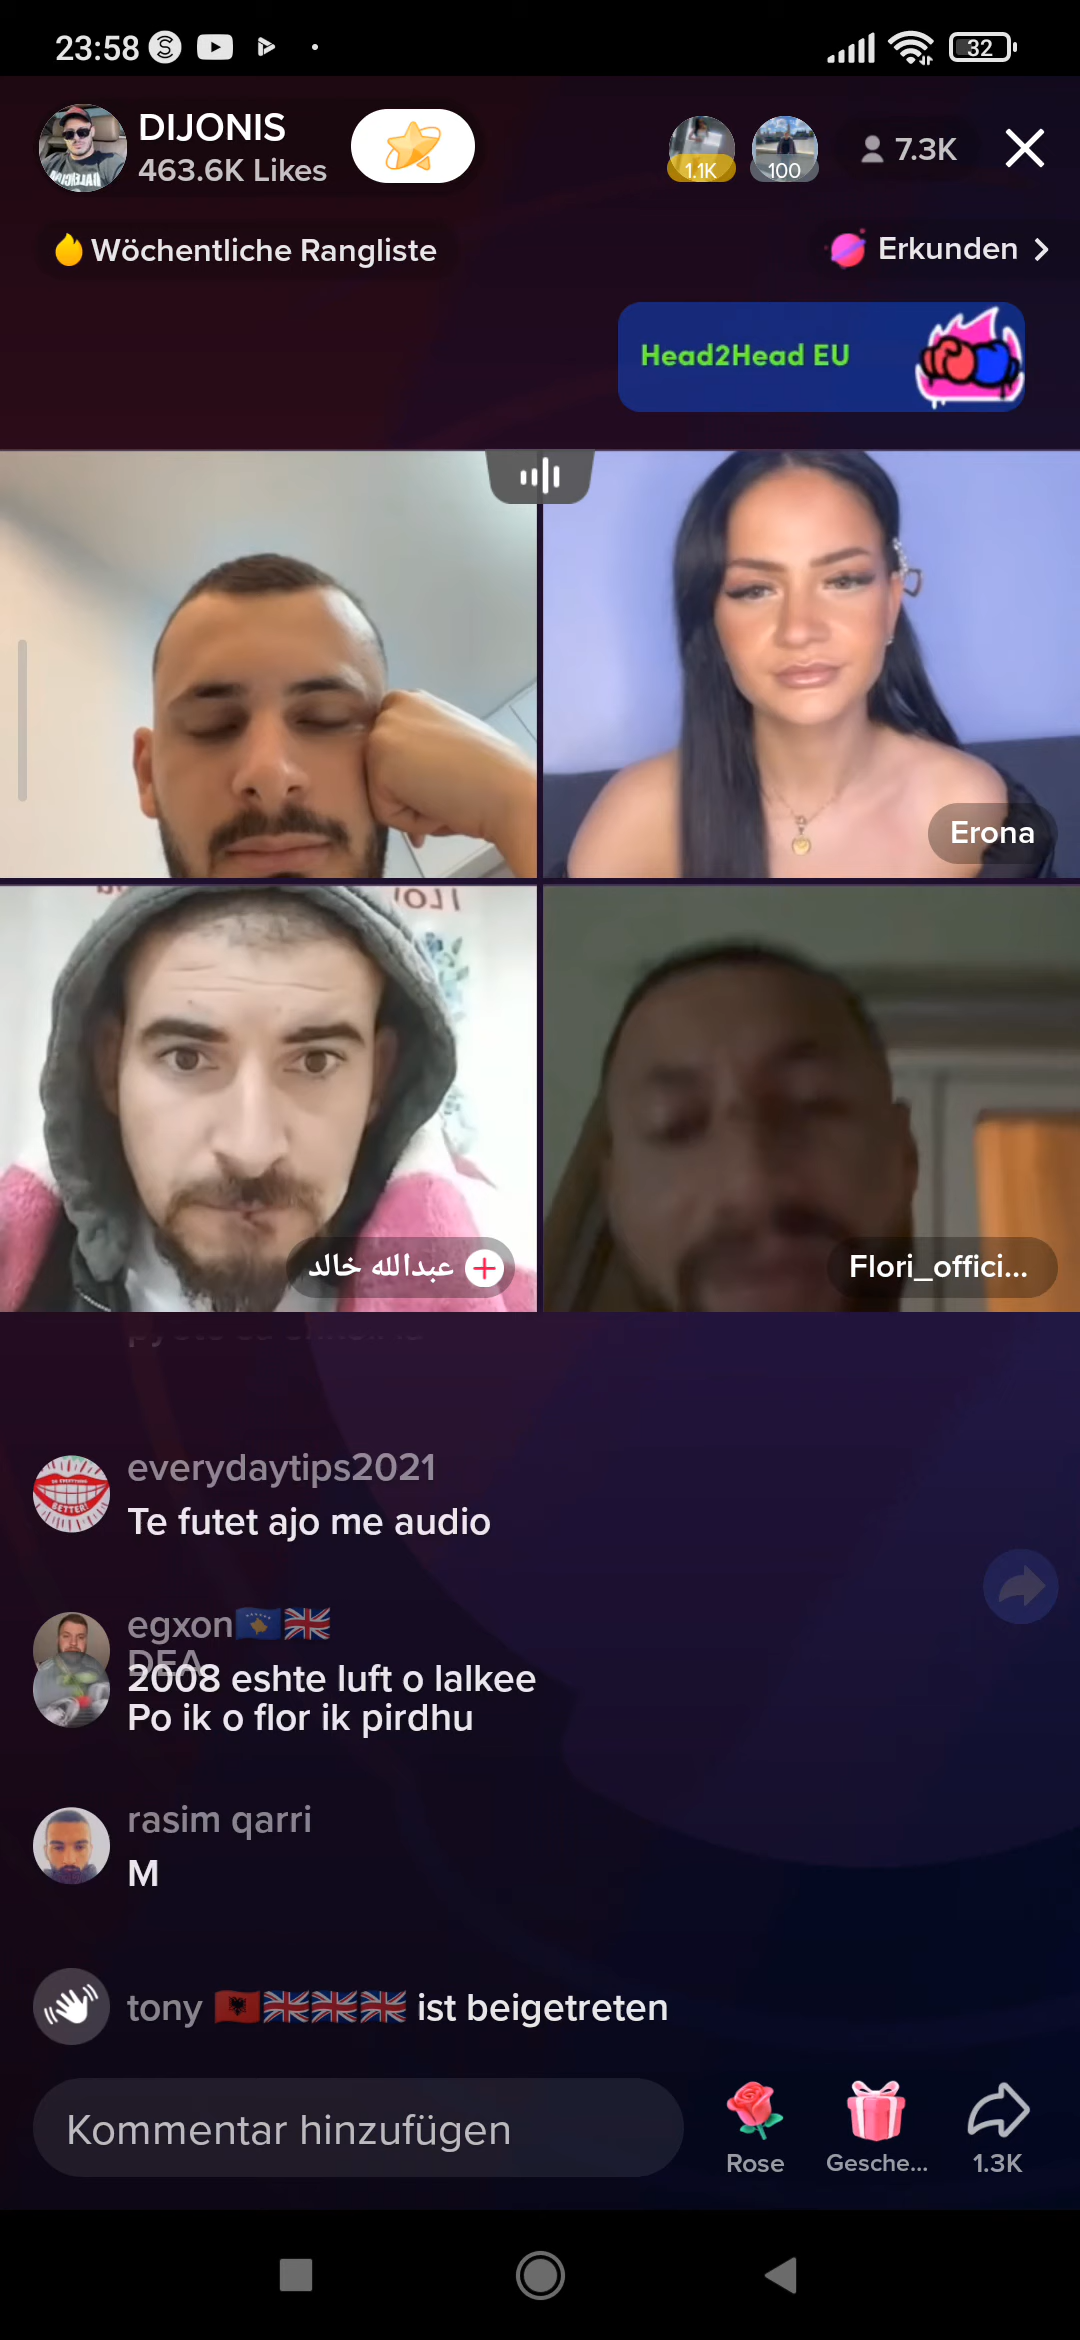 23:58
32
DIJONIS
463.6K Likes
1.1K
100
7.3K
Wöchentliche Rangliste
Erkunden
Head2Head EU
Erona
عبدالله خالد
Flori_offici...
everydaytips2021
Te futet ajo me audio
egxon
DEA
2008 eshte luft o lalkee
Po ik o flor ik pirdhu
rasim qarri
M
tony ist beigetreten
Kommentar hinzufügen
Rose
Gesche...
1.3K